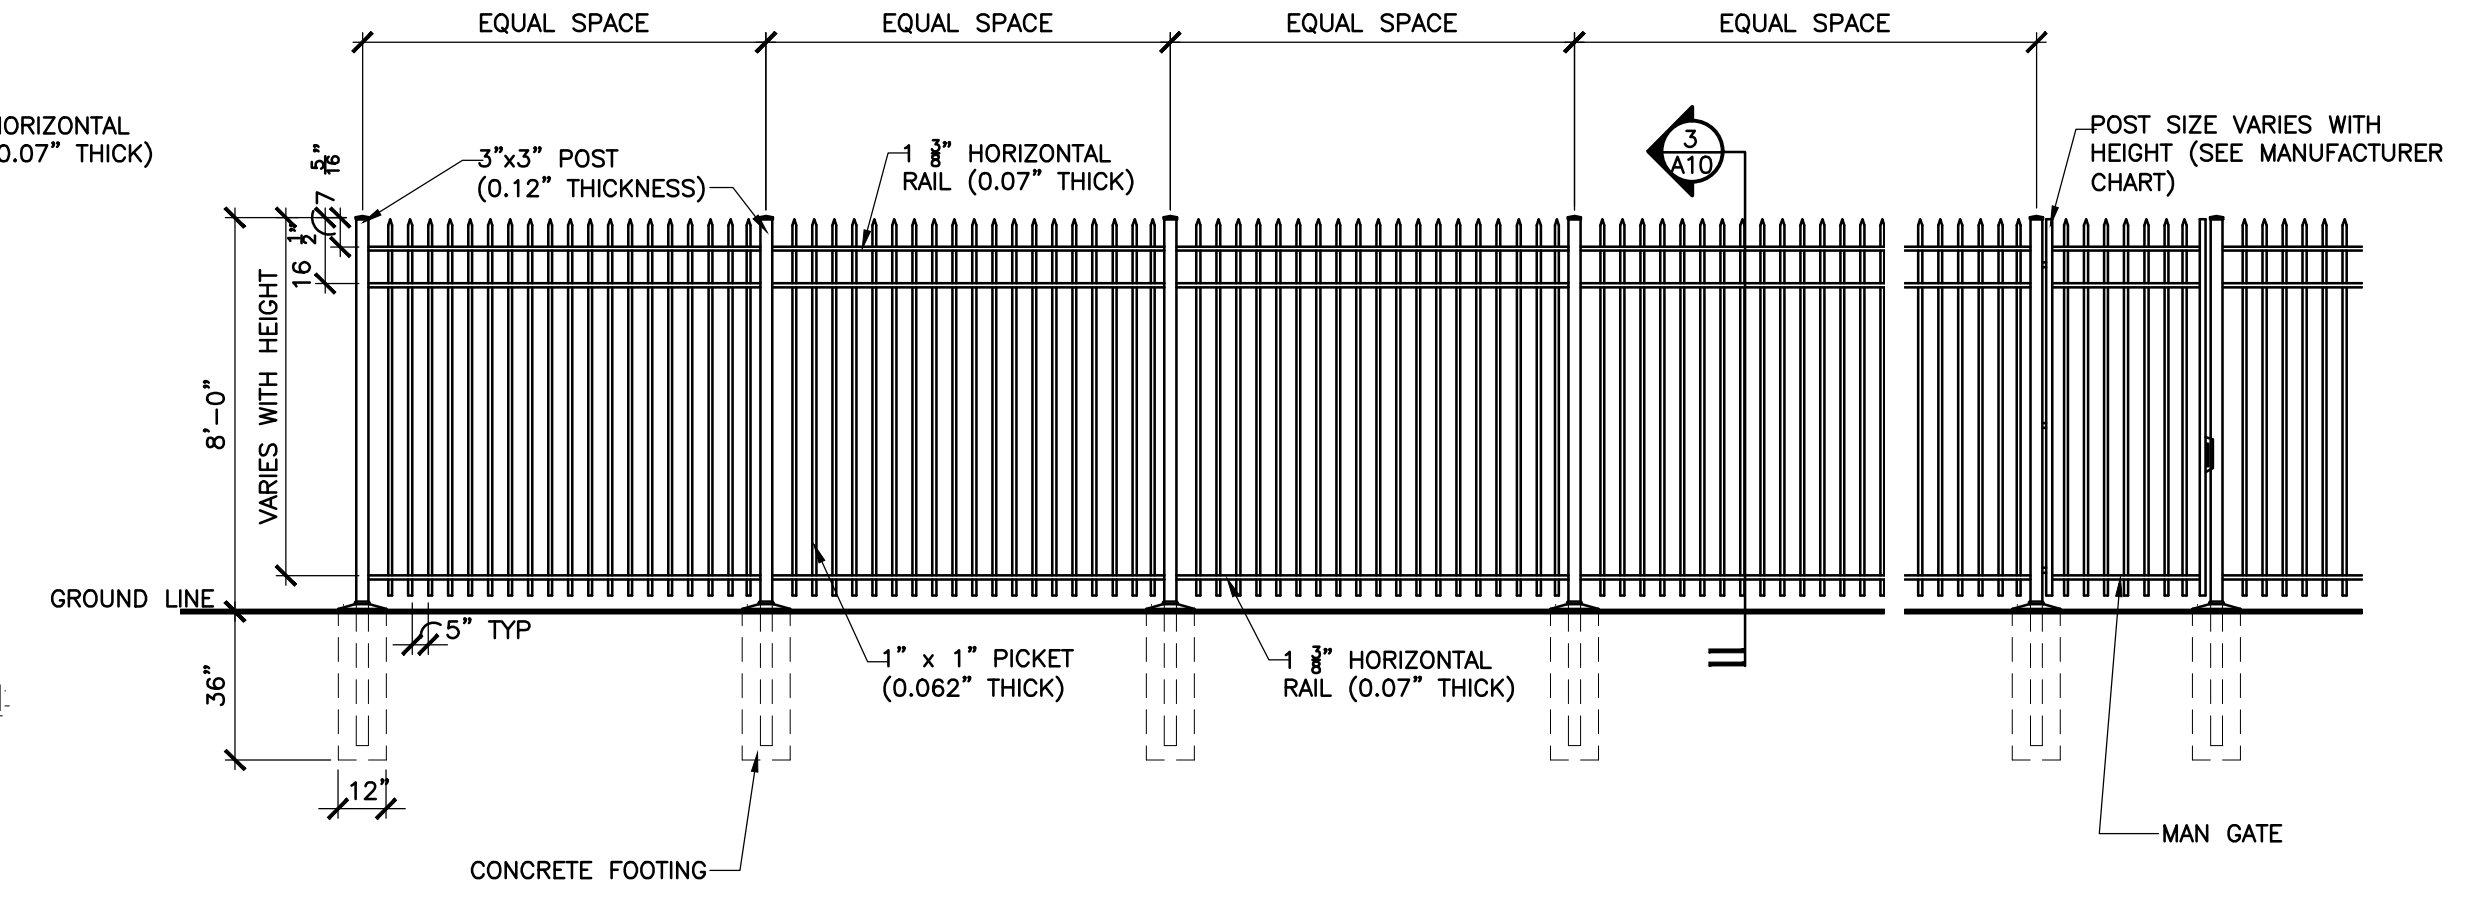 EQUAL SPACE
EQUAL SPACE
EQUAL SPACE
EQUAL SPACE
HORIZONTAL
0.07" THICK)
7 5/16"
16 1/2"
3"x3" POST
(0.12" THICKNESS)
1 3/8" HORIZONTAL
RAIL (0.07" THICK)
3
A10
POST SIZE VARIES WITH
HEIGHT (SEE MANUFACTURER
CHART)
VARIES WITH HEIGHT
8'-0"
GROUND LINE
5" TYP
36"
1" x 1" PICKET
(0.062" THICK)
1 3/8" HORIZONTAL
RAIL (0.07" THICK)
12"
MAN GATE
CONCRETE FOOTING